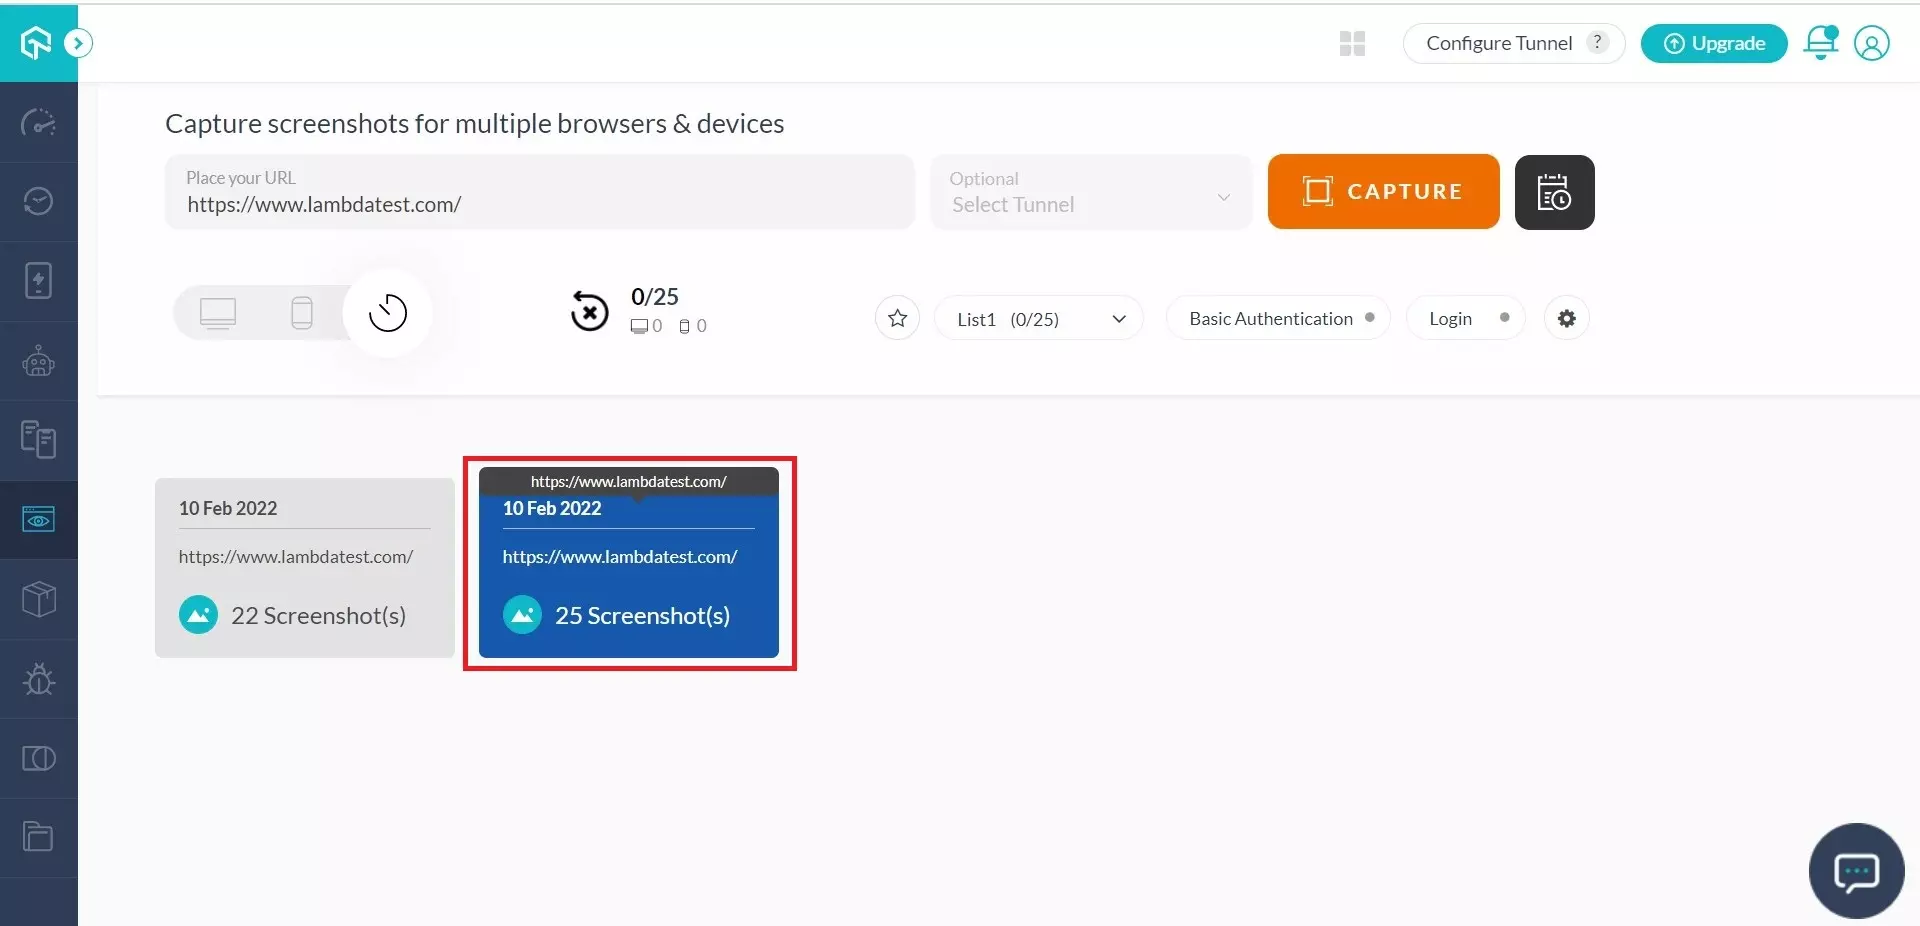 Configure Tunnel ?
Upgrade
Capture screenshots for multiple browsers & devices
Place your URL
https://www.lambdatest.com/
Optional
Select Tunnel
CAPTURE
0/25
0 0
List1 (0/25)
Basic Authentication
Login
10 Feb 2022
https://www.lambdatest.com/
22 Screenshot(s)
https://www.lambdatest.com/
10 Feb 2022
https://www.lambdatest.com/
25 Screenshot(s)